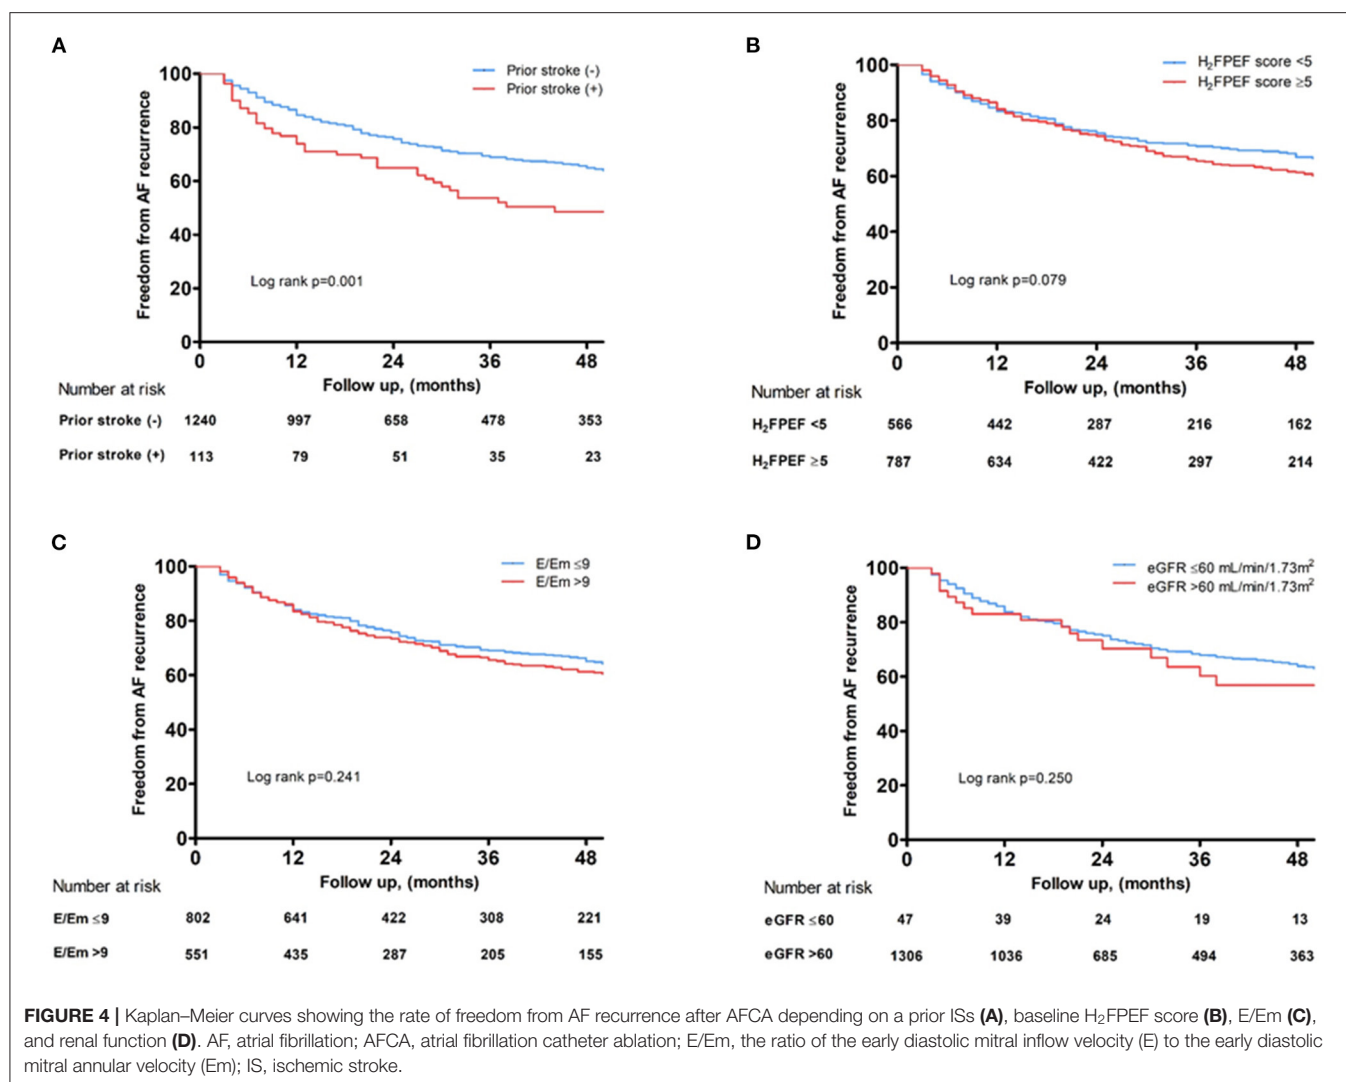 A
Prior stroke (-)
Prior stroke (+)
Freedom from AF recurrence
100
80
60
40
20
0
Log rank p=0.001
0 12 24 36 48
Follow up, (months)
Number at risk
Prior stroke (-) 1240 997 658 478 353
Prior stroke (+) 113 79 51 35 23
B
H₂FPEF score <5
H₂FPEF score ≥5
Freedom from AF recurrence
100
80
60
40
20
0
Log rank p=0.079
0 12 24 36 48
Follow up, (months)
Number at risk
H₂FPEF <5 566 442 287 216 162
H₂FPEF ≥5 787 634 422 297 214
C
E/Em ≤9
E/Em >9
Freedom from AF recurrence
100
80
60
40
20
0
Log rank p=0.241
0 12 24 36 48
Follow up, (months)
Number at risk
E/Em ≤9 802 641 422 308 221
E/Em >9 551 435 287 205 155
D
eGFR ≤60 mL/min/1.73m²
eGFR >60 mL/min/1.73m²
Freedom from AF recurrence
100
80
60
40
20
0
Log rank p=0.250
0 12 24 36 48
Follow up, (months)
Number at risk
eGFR ≤60 47 39 24 19 13
eGFR >60 1306 1036 685 494 363
FIGURE 4 | Kaplan–Meier curves showing the rate of freedom from AF recurrence after AFCA depending on a prior ISs (A), baseline H₂FPEF score (B), E/Em (C),
and renal function (D). AF, atrial fibrillation; AFCA, atrial fibrillation catheter ablation; E/Em, the ratio of the early diastolic mitral inflow velocity (E) to the early diastolic
mitral annular velocity (Em); IS, ischemic stroke.